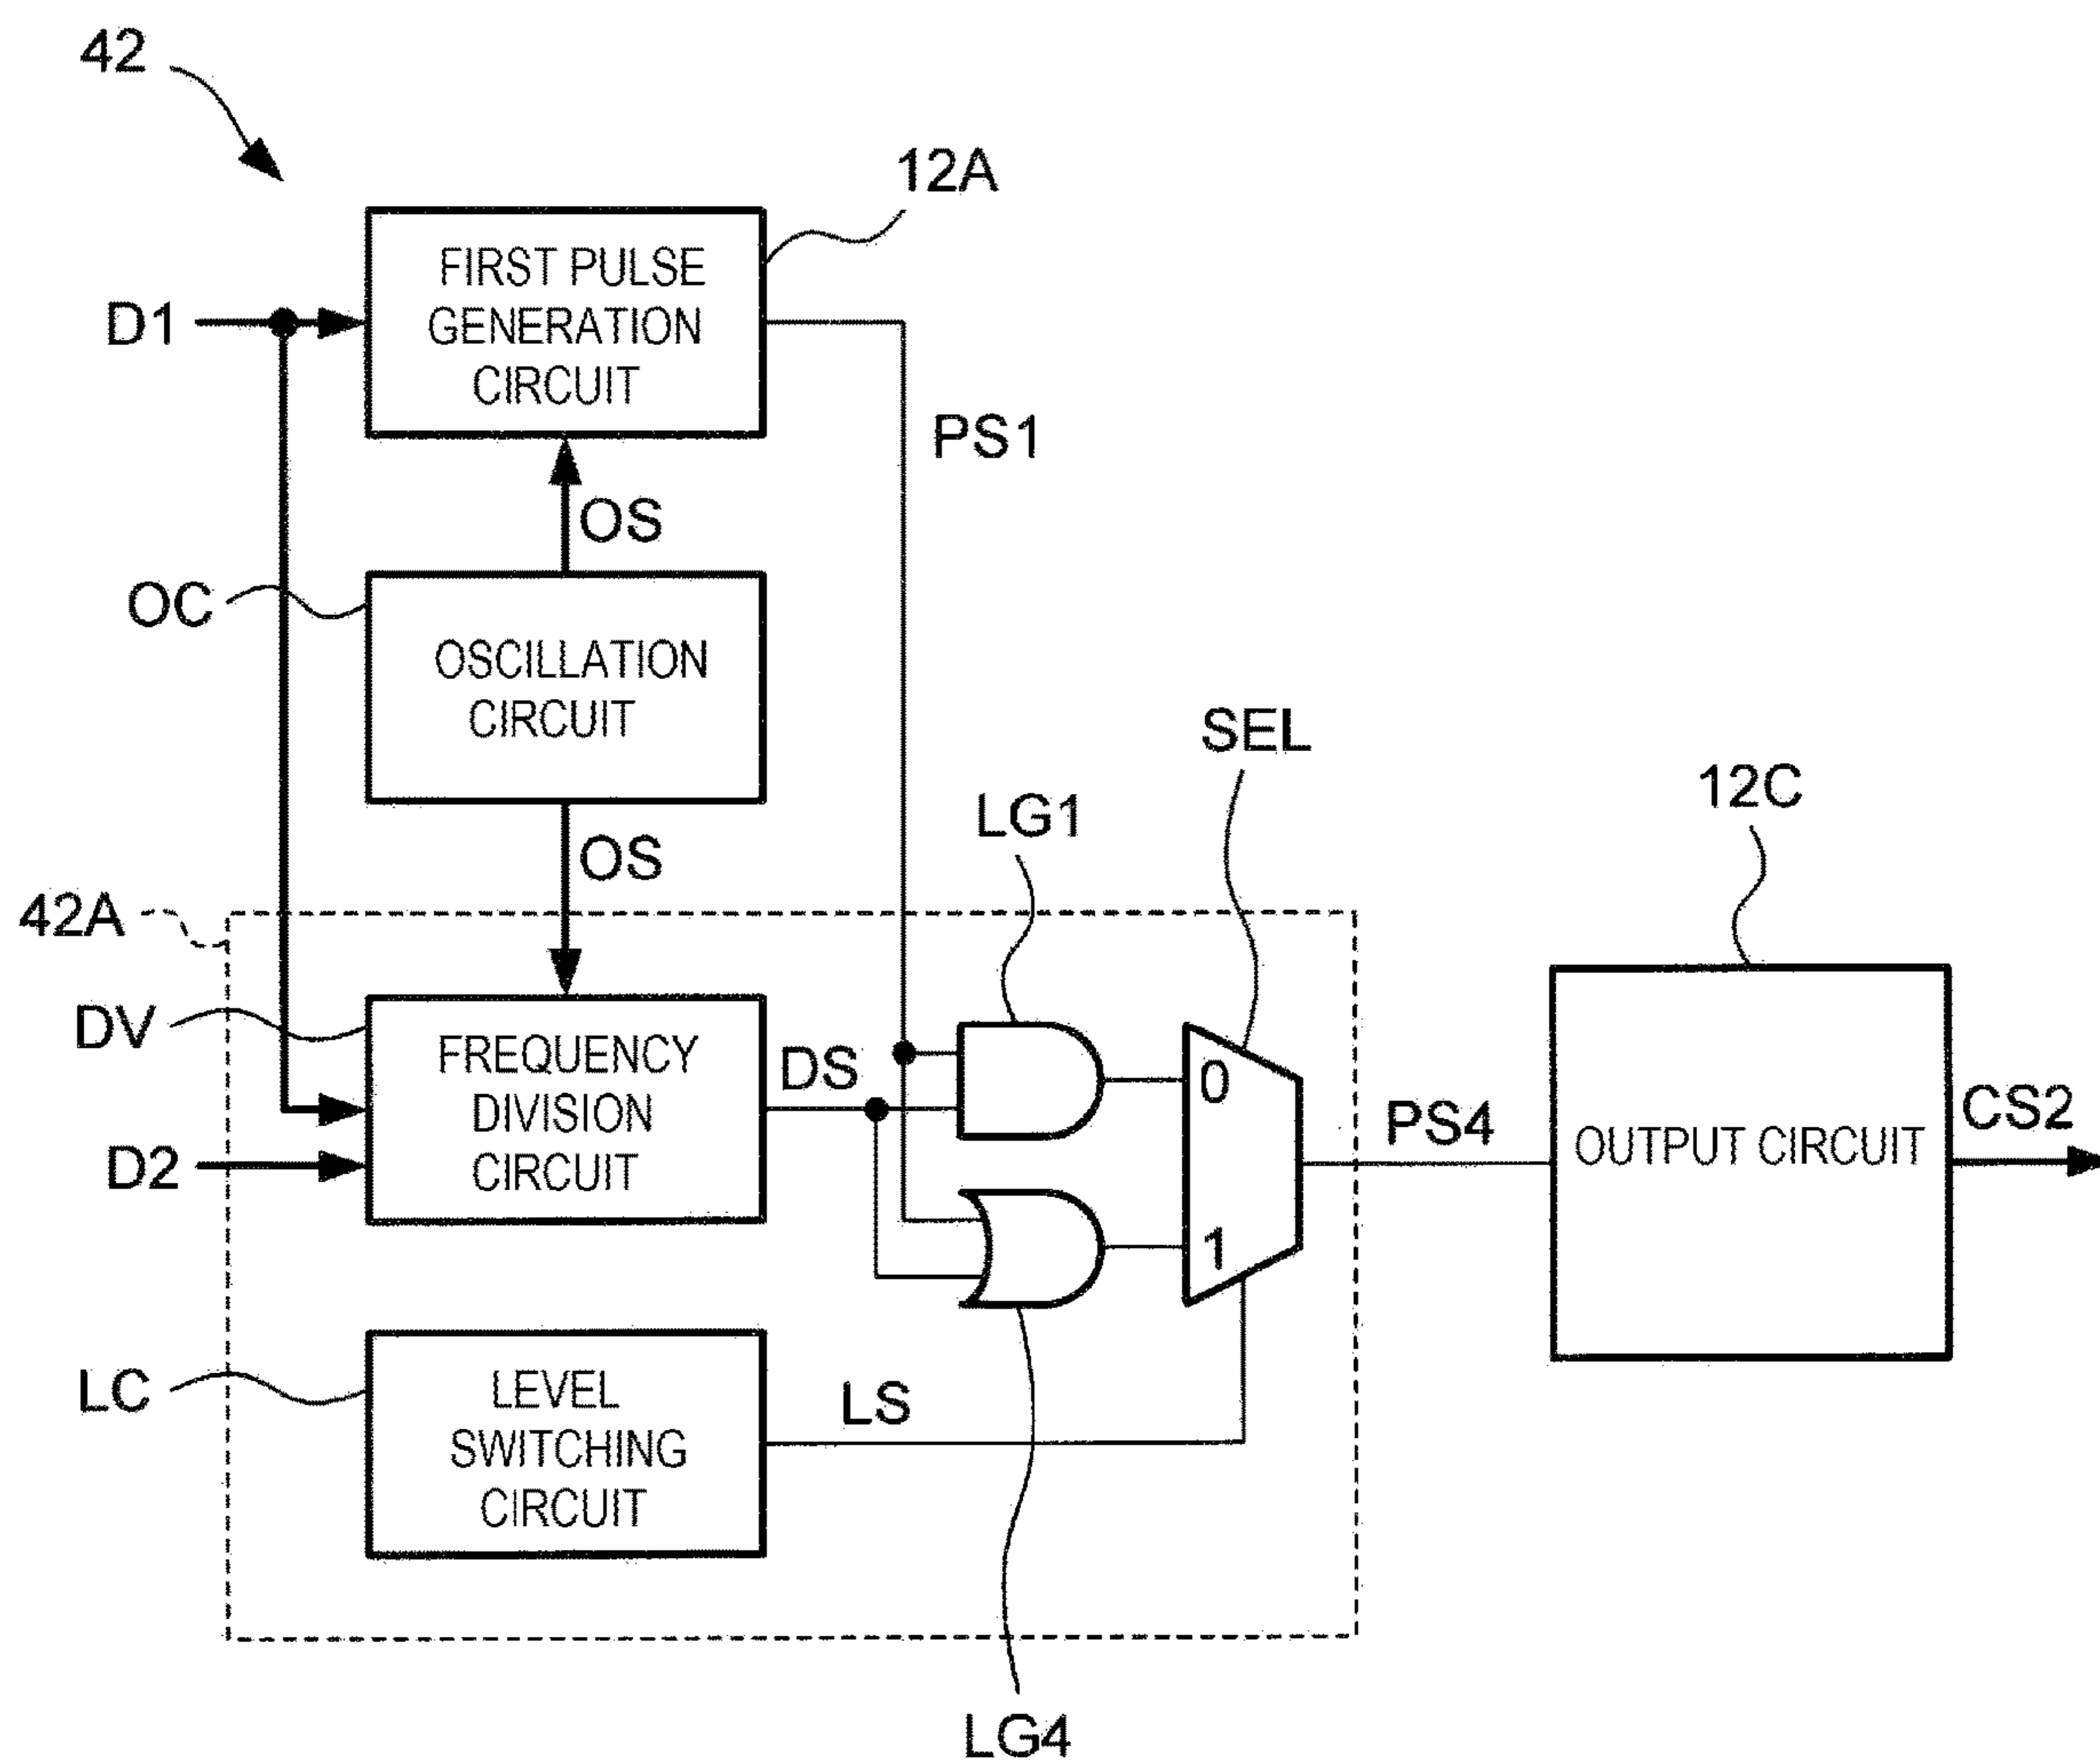 42
12A
FIRST PULSE
GENERATION
CIRCUIT
D1
PS1
OS
OC
OSCILLATION
CIRCUIT
SEL
12C
LG1
OS
42A
DV
FREQUENCY
DIVISION
CIRCUIT
DS
0
PS4
OUTPUT CIRCUIT
CS2
D2
1
LC
LEVEL
SWITCHING
CIRCUIT
LS
LG4